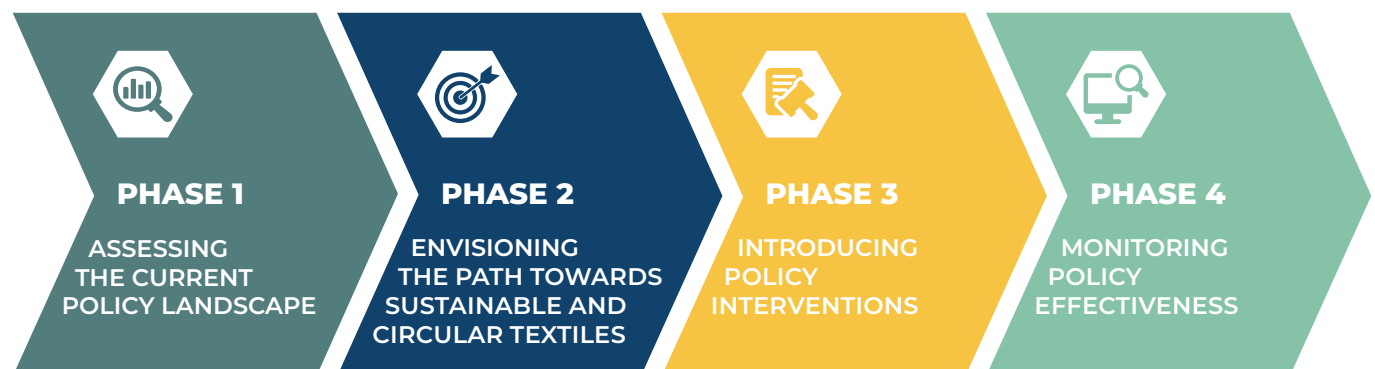 PHASE 1
ASSESSING
THE CURRENT
POLICY LANDSCAPE
PHASE 2
ENVISIONING
THE PATH TOWARDS
SUSTAINABLE AND
CIRCULAR TEXTILES
PHASE 3
INTRODUCING
POLICY
INTERVENTIONS
PHASE 4
MONITORING
POLICY
EFFECTIVENESS